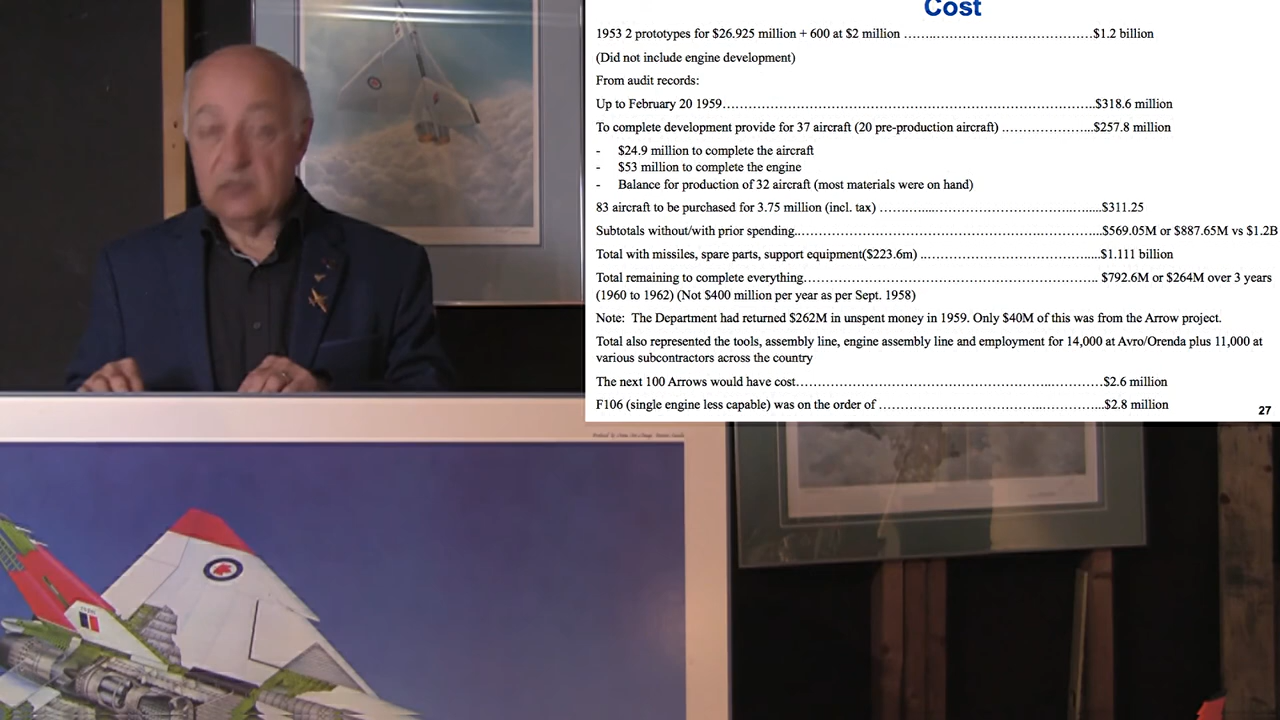 Cost
1953 2 prototypes for $26.925 million + 600 at $2 million ……..……………………………$1.2 billion
(Did not include engine development)
From audit records:
Up to February 20 1959……………………………………………………………………..$318.6 million
To complete development provide for 37 aircraft (20 pre-production aircraft) …………………...$257.8 million
- $24.9 million to complete the aircraft
- $53 million to complete the engine
- Balance for production of 32 aircraft (most materials were on hand)
83 aircraft to be purchased for 3.75 million (incl. tax) ……………………………………….....$311.25
Subtotals without/with prior spending..……………………………………………………..$569.05M or $887.65M vs $1.2B
Total with missiles, spare parts, support equipment($223.6m) ..…………………………………...$1.111 billion
Total remaining to complete everything……………………………………………………. $792.6M or $264M over 3 years
(1960 to 1962) (Not $400 million per year as per Sept. 1958)
Note: The Department had returned $262M in unspent money in 1959. Only $40M of this was from the Arrow project.
Total also represented the tools, assembly line, engine assembly line and employment for 14,000 at Avro/Orenda plus 11,000 at
various subcontractors across the country
The next 100 Arrows would have cost……………………………………………..…………$2.6 million
F106 (single engine less capable) was on the order of ………………………………..…………...$2.8 million
27